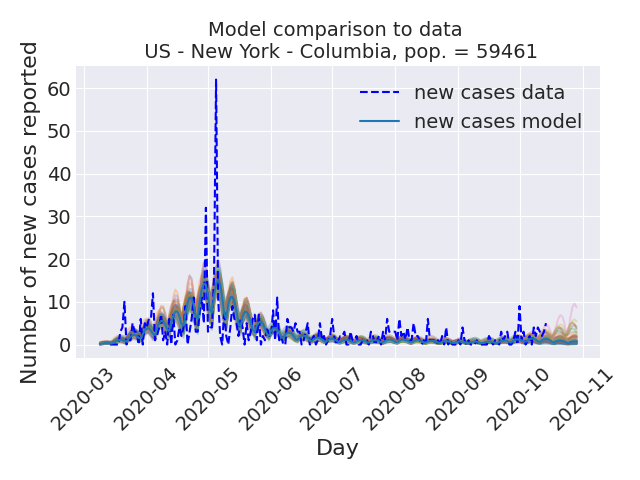 Model comparison to data
US - New York - Columbia, pop. = 59461
Number of new cases reported
60
50
40
30
20
10
0
new cases data
new cases model
2020-03
2020-04
2020-05
2020-06
2020-07
2020-08
2020-09
2020-10
2020-11
Day